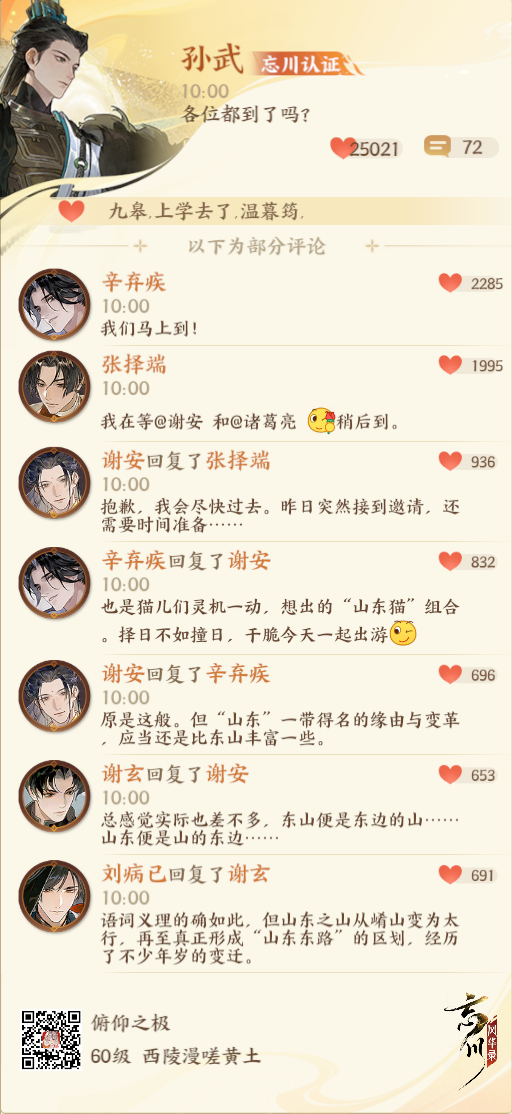 孙武 忘川认证
10:00
各位都到了吗？
25021 72
九皋,上学去了,温暮筠,
以下为部分评论
辛弃疾 2285
10:00
我们马上到！
张择端 1995
10:00
我在等@谢安 和@诸葛亮 稍后到。
谢安回复了张择端 936
10:00
抱歉，我会尽快过去。昨日突然接到邀请，还
需要时间准备……
辛弃疾回复了谢安 832
10:00
也是猫儿们灵机一动，想出的“山东猫”组合
。择日不如撞日，干脆今天一起出游
谢安回复了辛弃疾 696
10:00
原是这般。但“山东”一带得名的缘由与变革
，应当还是比东山丰富一些。
谢玄回复了谢安 653
10:00
总感觉实际也差不多，东山便是东边的山……
山东便是山的东边……
刘病已回复了谢玄 691
10:00
语词义理的确如此，但山东之山从崤山变为太
行，再至真正形成“山东东路”的区划，经历
了不少年岁的变迁。
俯仰之极
60级 西陵漫嗟黄土
忘川
风华录